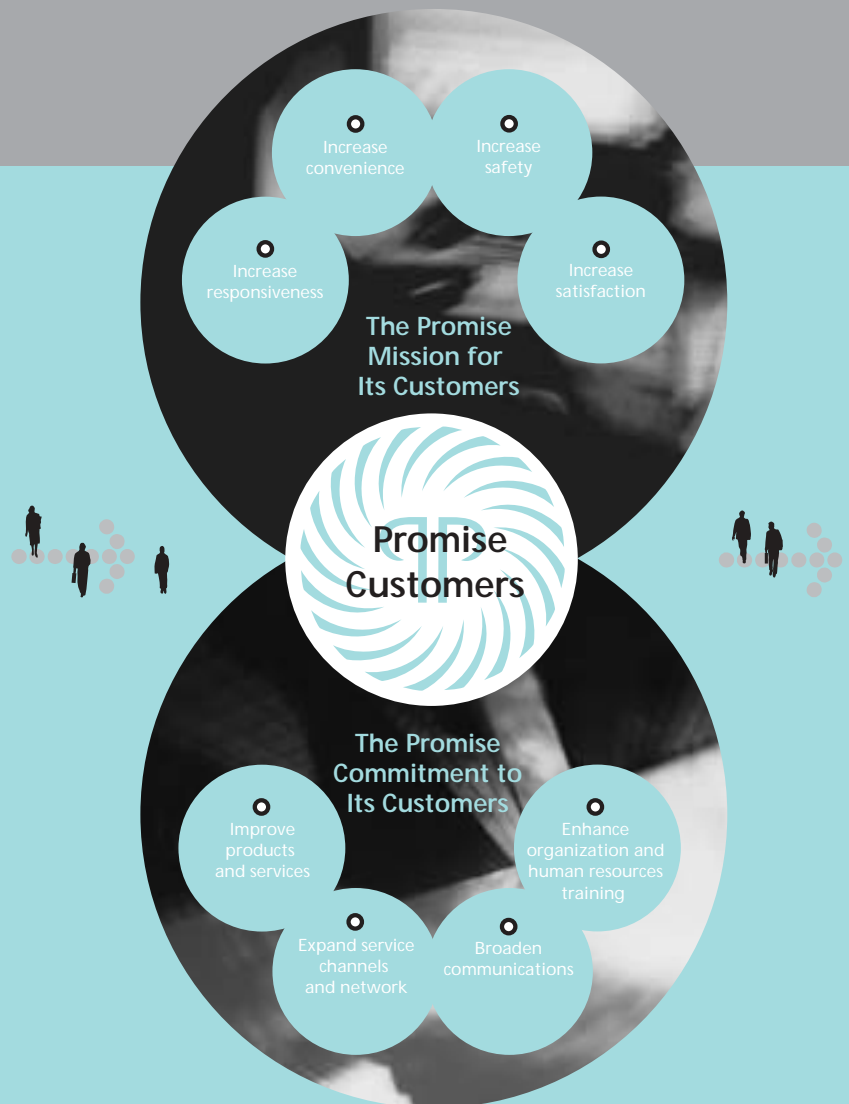 Increase
convenience
Increase
safety
Increase
responsiveness
Increase
satisfaction
The Promise
Mission for
Its Customers
Promise
Customers
The Promise
Commitment to
Its Customers
Improve
products
and services
Enhance
organization and
human resources
training
Expand service
channels
and network
Broaden
communications